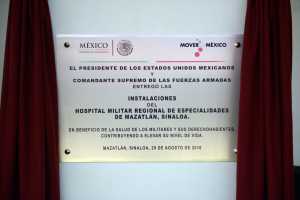 MÉXICO
MOVER MÉXICO
EL PRESIDENTE DE LOS ESTADOS UNIDOS MEXICANOS
Y
COMANDANTE SUPREMO DE LAS FUERZAS ARMADAS
ENTREGÓ LAS
INSTALACIONES
DEL
HOSPITAL MILITAR REGIONAL DE ESPECIALIDADES
DE MAZATLÁN, SINALOA.
EN BENEFICIO DE LA SALUD DE LOS MILITARES Y SUS DERECHOHABIENTES,
CONTRIBUYENDO A ELEVAR SU NIVEL DE VIDA.
MAZATLÁN, SINALOA, 29 DE AGOSTO DE 2018